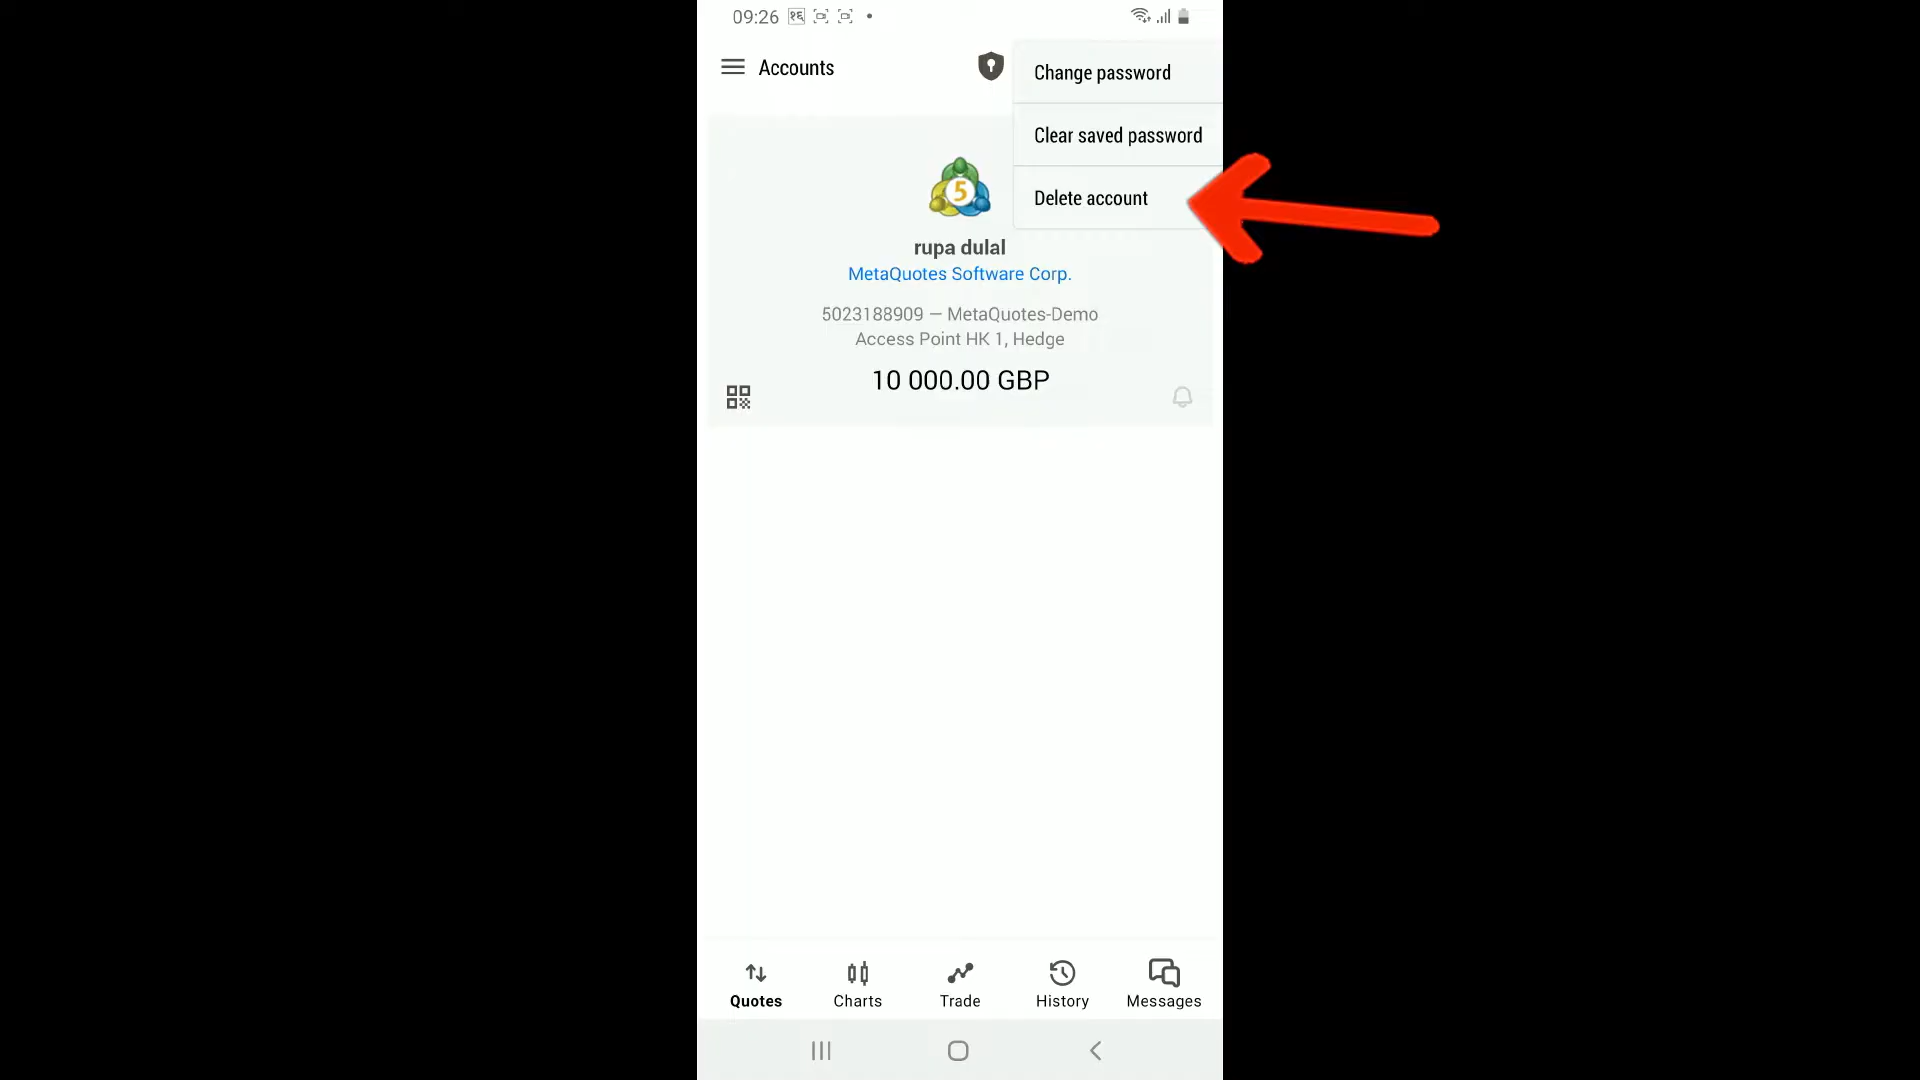 09:26
Accounts
Change password
Clear saved password
Delete account
5
rupa dulal
MetaQuotes Software Corp.
5023188909 — MetaQuotes-Demo
Access Point HK 1, Hedge
10 000.00 GBP
Quotes
Charts
Trade
History
Messages